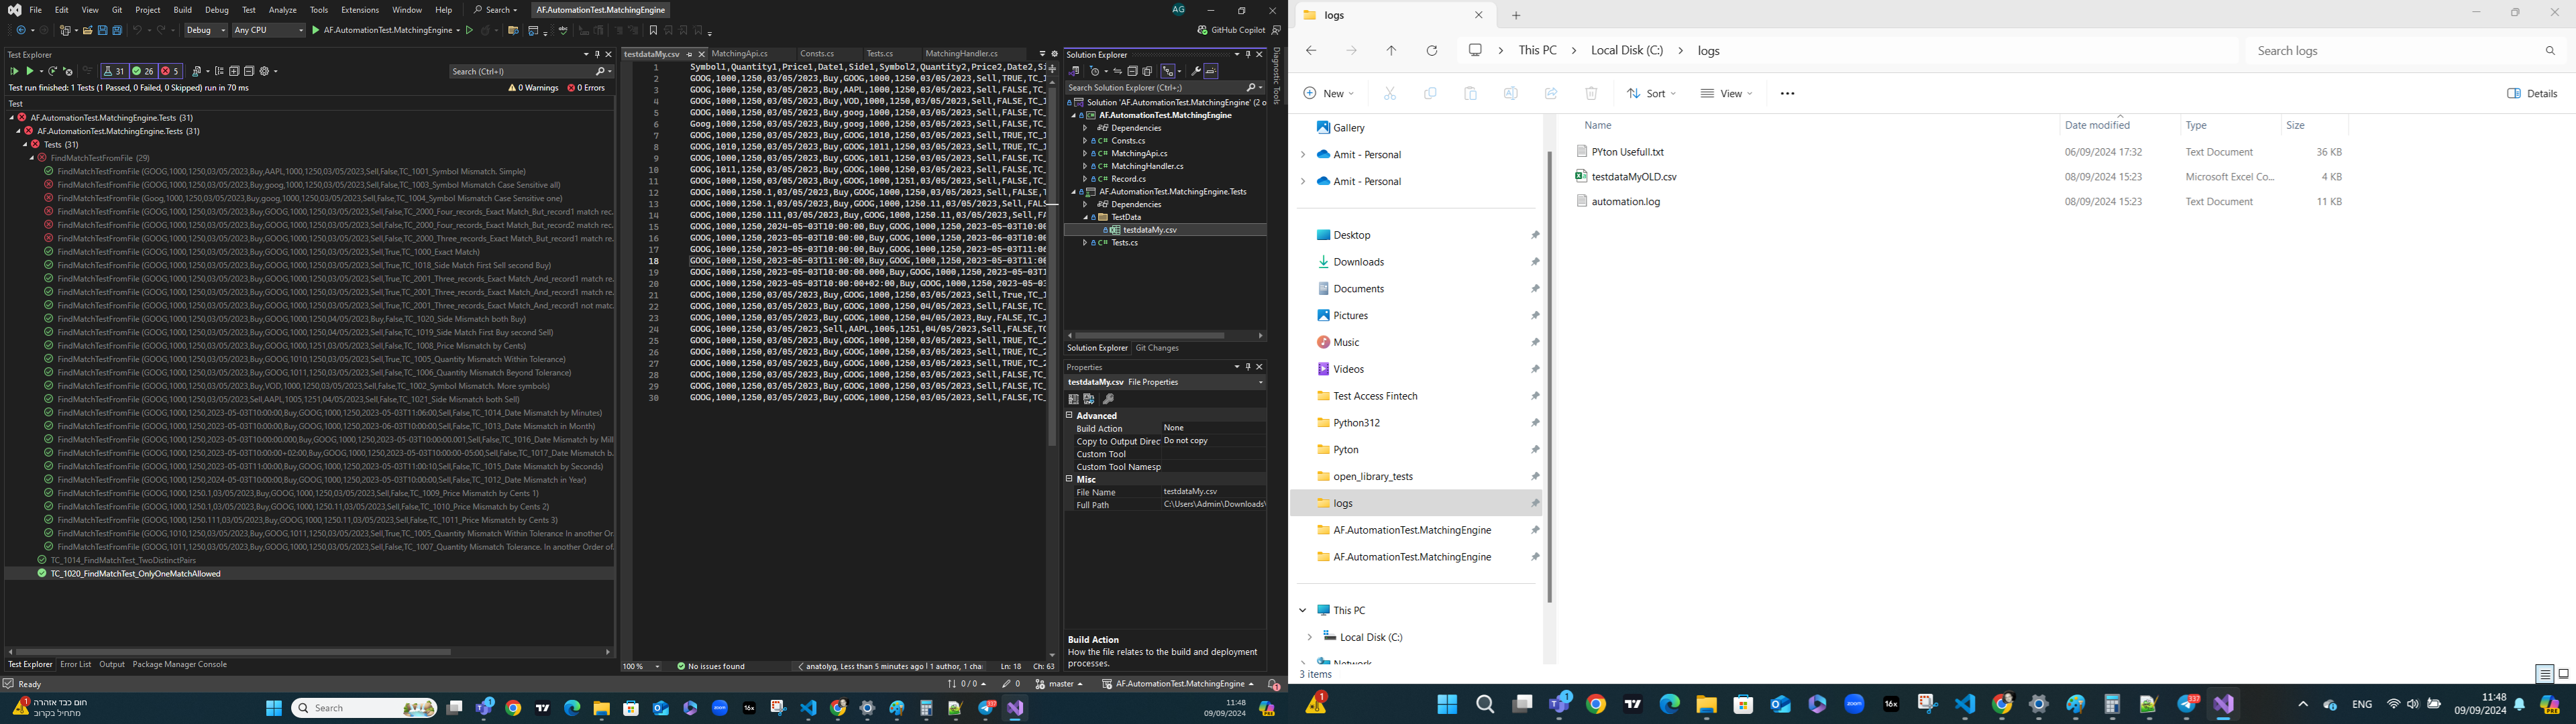 File Edit View Git Project Build Debug Test Analyze Tools Extensions Window Help Search AF.AutomationTest.MatchingEngine AG
Debug Any CPU AF.AutomationTest.MatchingEngine GitHub Copilot
Test Explorer
31 26 5 Search (Ctrl+I)
Test run finished: 1 Tests (1 Passed, 0 Failed, 0 Skipped) run in 70 ms 0 Warnings 0 Errors
Test
AF.AutomationTest.MatchingEngine.Tests (31)
AF.AutomationTest.MatchingEngine.Tests (31)
Tests (31)
FindMatchTestFromFile (29)
FindMatchTestFromFile (GOOG,1000,1250,03/05/2023,Buy,AAPL,1000,1250,03/05/2023,Sell,False,TC_1001_Symbol Mismatch. Simple)
FindMatchTestFromFile (GOOG,1000,1250,03/05/2023,Buy,goog,1000,1250,03/05/2023,Sell,False,TC_1003_Symbol Mismatch Case Sensitive all)
FindMatchTestFromFile (Goog,1000,1250,03/05/2023,Buy,goog,1000,1250,03/05/2023,Sell,False,TC_1004_Symbol Mismatch Case Sensitive one)
FindMatchTestFromFile (GOOG,1000,1250,03/05/2023,Buy,GOOG,1000,1250,03/05/2023,Sell,False,TC_2000_Four_records_Exact Match_But_record1 match rec...
FindMatchTestFromFile (GOOG,1000,1250,03/05/2023,Buy,GOOG,1000,1250,03/06/2023,Sell,False,TC_2000_Four_records_Exact Match_But_record2 match rec...
FindMatchTestFromFile (GOOG,1000,1250,03/05/2023,Buy,GOOG,1000,1250,03/06/2023,Sell,False,TC_2000_Three_records_Exact Match_But_record1 match re...
FindMatchTestFromFile (GOOG,1000,1250,03/05/2023,Buy,GOOG,1000,1250,03/05/2023,Sell,True,TC_1000_Exact Match)
FindMatchTestFromFile (GOOG,1000,1250,03/05/2023,Buy,GOOG,1000,1250,03/05/2023,Sell,True,TC_1018_Side Match First Sell second Buy)
FindMatchTestFromFile (GOOG,1000,1250,03/05/2023,Buy,GOOG,1000,1250,03/05/2023,Sell,True,TC_2001_Three_records_Exact Match_And_record1 match re...
FindMatchTestFromFile (GOOG,1000,1250,03/05/2023,Buy,GOOG,1000,1250,03/05/2023,Sell,True,TC_2001_Three_records_Exact Match_And_record1 match re...
FindMatchTestFromFile (GOOG,1000,1250,03/05/2023,Buy,GOOG,1000,1250,03/05/2023,Sell,True,TC_2001_Three_records_Exact Match_And_record1 not matc...
FindMatchTestFromFile (GOOG,1000,1250,03/05/2023,Buy,GOOG,1000,1250,04/05/2023,Buy,False,TC_1020_Side Mismatch both Buy)
FindMatchTestFromFile (GOOG,1000,1250,03/05/2023,Buy,GOOG,1000,1250,04/05/2023,Sell,False,TC_1019_Side Match First Buy second Sell)
FindMatchTestFromFile (GOOG,1000,1250,03/05/2023,Buy,GOOG,1000,1251,03/05/2023,Sell,False,TC_1008_Price Mismatch by Cents)
FindMatchTestFromFile (GOOG,1000,1250,03/05/2023,Buy,GOOG,1010,1250,03/05/2023,Sell,True,TC_1005_Quantity Mismatch Within Tolerance)
FindMatchTestFromFile (GOOG,1000,1250,03/05/2023,Buy,GOOG,1011,1250,03/05/2023,Sell,False,TC_1006_Quantity Mismatch Beyond Tolerance)
FindMatchTestFromFile (GOOG,1000,1250,03/05/2023,Buy,VOD,1000,1250,03/05/2023,Sell,False,TC_1002_Symbol Mismatch. More symbols)
FindMatchTestFromFile (GOOG,1000,1250,03/05/2023,Sell,AAPL,1005,1251,04/05/2023,Sell,False,TC_1021_Side Mismatch both Sell)
FindMatchTestFromFile (GOOG,1000,1250,2023-05-03T10:00:00,Buy,GOOG,1000,1250,2023-05-03T11:06:00,Sell,False,TC_1014_Date Mismatch by Minutes)
FindMatchTestFromFile (GOOG,1000,1250,2023-05-03T10:00:00,Buy,GOOG,1000,1250,2023-06-03T10:00:00,Sell,False,TC_1013_Date Mismatch in Month)
FindMatchTestFromFile (GOOG,1000,1250,2023-05-03T10:00:00.000,Buy,GOOG,1000,1250,2023-05-03T10:00:00.001,Sell,False,TC_1016_Date Mismatch by Mill
FindMatchTestFromFile (GOOG,1000,1250,2023-05-03T10:00:00+02:00,Buy,GOOG,1000,1250,2023-05-03T10:00:00-05:00,Sell,False,TC_1017_Date Mismatch b...
FindMatchTestFromFile (GOOG,1000,1250,2023-05-03T11:00:00,Buy,GOOG,1000,1250,2023-05-03T11:00:10,Sell,False,TC_1015_Date Mismatch by Seconds)
FindMatchTestFromFile (GOOG,1000,1250,2024-05-03T10:00:00,Buy,GOOG,1000,1250,2023-05-03T10:00:00,Sell,False,TC_1012_Date Mismatch in Year)
FindMatchTestFromFile (GOOG,1000,1250.1,03/05/2023,Buy,GOOG,1000,1250,03/05/2023,Sell,False,TC_1009_Price Mismatch by Cents 1)
FindMatchTestFromFile (GOOG,1000,1250.1,03/05/2023,Buy,GOOG,1000,1250.11,03/05/2023,Sell,False,TC_1010_Price Mismatch by Cents 2)
FindMatchTestFromFile (GOOG,1000,1250.111,03/05/2023,Buy,GOOG,1000,1250.11,03/05/2023,Sell,False,TC_1011_Price Mismatch by Cents 3)
FindMatchTestFromFile (GOOG,1010,1250,03/05/2023,Buy,GOOG,1011,1250,03/05/2023,Sell,True,TC_1005_Quantity Mismatch Within Tolerance In another Or...
FindMatchTestFromFile (GOOG,1011,1250,03/05/2023,Buy,GOOG,1000,1250,03/05/2023,Sell,False,TC_1007_Quantity Mismatch Tolerance. In another Order of...
TC_1014_FindMatchTest_TwoDistinctPairs
TC_1020_FindMatchTest_OnlyOneMatchAllowed
Test Explorer Error List Output Package Manager Console
testdataMy.csv MatchingApi.cs Consts.cs Tests.cs MatchingHandler.cs
1 Symbol1,Quantity1,Price1,Date1,Side1,Symbol2,Quantity2,Price2,Date2,Si
2 GOOG,1000,1250,03/05/2023,Buy,GOOG,1000,1250,03/05/2023,Sell,TRUE,TC_1
3 GOOG,1000,1250,03/05/2023,Buy,AAPL,1000,1250,03/05/2023,Sell,FALSE,TC_
4 GOOG,1000,1250,03/05/2023,Buy,VOD,1000,1250,03/05/2023,Sell,FALSE,TC_1
5 GOOG,1000,1250,03/05/2023,Buy,goog,1000,1250,03/05/2023,Sell,FALSE,TC_
6 Goog,1000,1250,03/05/2023,Buy,goog,1000,1250,03/05/2023,Sell,FALSE,TC_
7 GOOG,1000,1250,03/05/2023,Buy,GOOG,1010,1250,03/05/2023,Sell,TRUE,TC_1
8 GOOG,1010,1250,03/05/2023,Buy,GOOG,1011,1250,03/05/2023,Sell,TRUE,TC_1
9 GOOG,1000,1250,03/05/2023,Buy,GOOG,1011,1250,03/05/2023,Sell,FALSE,TC_
10 GOOG,1011,1250,03/05/2023,Buy,GOOG,1000,1250,03/05/2023,Sell,FALSE,TC_
11 GOOG,1000,1250,03/05/2023,Buy,GOOG,1000,1251,03/05/2023,Sell,FALSE,TC_
12 GOOG,1000,1250.1,03/05/2023,Buy,GOOG,1000,1250,03/05/2023,Sell,FALSE,T
13 GOOG,1000,1250.1,03/05/2023,Buy,GOOG,1000,1250.11,03/05/2023,Sell,FALS
14 GOOG,1000,1250.111,03/05/2023,Buy,GOOG,1000,1250.11,03/05/2023,Sell,FA
15 GOOG,1000,1250,2024-05-03T10:00:00,Buy,GOOG,1000,1250,2023-05-03T10:00
16 GOOG,1000,1250,2023-05-03T10:00:00,Buy,GOOG,1000,1250,2023-06-03T10:00
17 GOOG,1000,1250,2023-05-03T10:00:00,Buy,GOOG,1000,1250,2023-05-03T11:06
18 GOOG,1000,1250,2023-05-03T11:00:00,Buy,GOOG,1000,1250,2023-05-03T11:00
19 GOOG,1000,1250,2023-05-03T10:00:00.000,Buy,GOOG,1000,1250,2023-05-03T1
20 GOOG,1000,1250,2023-05-03T10:00:00+02:00,Buy,GOOG,1000,1250,2023-05-03
21 GOOG,1000,1250,03/05/2023,Buy,GOOG,1000,1250,03/05/2023,Sell,True,TC_1
22 GOOG,1000,1250,03/05/2023,Buy,GOOG,1000,1250,04/05/2023,Sell,FALSE,TC_
23 GOOG,1000,1250,03/05/2023,Buy,GOOG,1000,1250,04/05/2023,Buy,FALSE,TC_1
24 GOOG,1000,1250,03/05/2023,Sell,AAPL,1005,1251,04/05/2023,Sell,FALSE,TC
25 GOOG,1000,1250,03/05/2023,Buy,GOOG,1000,1250,03/05/2023,Sell,TRUE,TC_2
26 GOOG,1000,1250,03/05/2023,Buy,GOOG,1000,1250,03/05/2023,Sell,TRUE,TC_2
27 GOOG,1000,1250,03/05/2023,Buy,GOOG,1000,1250,03/05/2023,Sell,TRUE,TC_2
28 GOOG,1000,1250,03/05/2023,Buy,GOOG,1000,1250,03/05/2023,Sell,FALSE,TC_
29 GOOG,1000,1250,03/05/2023,Buy,GOOG,1000,1250,03/05/2023,Sell,FALSE,TC_
30 GOOG,1000,1250,03/05/2023,Buy,GOOG,1000,1250,03/05/2023,Sell,FALSE,TC_
100 % No issues found anatolyg, Less than 5 minutes ago | 1 author, 1 cha Ln: 18 Ch: 63
Solution Explorer
Search Solution Explorer (Ctrl+;)
Solution 'AF.AutomationTest.MatchingEngine' (2 o
AF.AutomationTest.MatchingEngine
Dependencies
C# Consts.cs
C# MatchingApi.cs
C# MatchingHandler.cs
C# Record.cs
AF.AutomationTest.MatchingEngine.Tests
Dependencies
TestData
testdataMy.csv
C# Tests.cs
Solution Explorer Git Changes
Properties
testdataMy.csv File Properties
Advanced
Build Action None
Copy to Output Direc Do not copy
Custom Tool
Custom Tool Namesp
Misc
File Name testdataMy.csv
Full Path C:\Users\Admin\Downloads\
Build Action
How the file relates to the build and deployment
processes.
Diagnostic Tools
Ready 0 / 0 0 master AF.AutomationTest.MatchingEngine 1
חום כבד אזהרה
מתחיל בקרוב
Search
11:48
09/09/2024
logs
This PC Local Disk (C:) logs Search logs
New Sort View Details
Gallery
Amit - Personal
Amit - Personal
Desktop
Downloads
Documents
Pictures
Music
Videos
Test Access Fintech
Python312
Pyton
open_library_tests
logs
AF.AutomationTest.MatchingEngine
AF.AutomationTest.MatchingEngine
This PC
Local Disk (C:)
Network
Name Date modified Type Size
PYton Usefull.txt 06/09/2024 17:32 Text Document 36 KB
testdataMyOLD.csv 08/09/2024 15:23 Microsoft Excel Co... 4 KB
automation.log 08/09/2024 15:23 Text Document 11 KB
3 items
ENG 11:48
09/09/2024